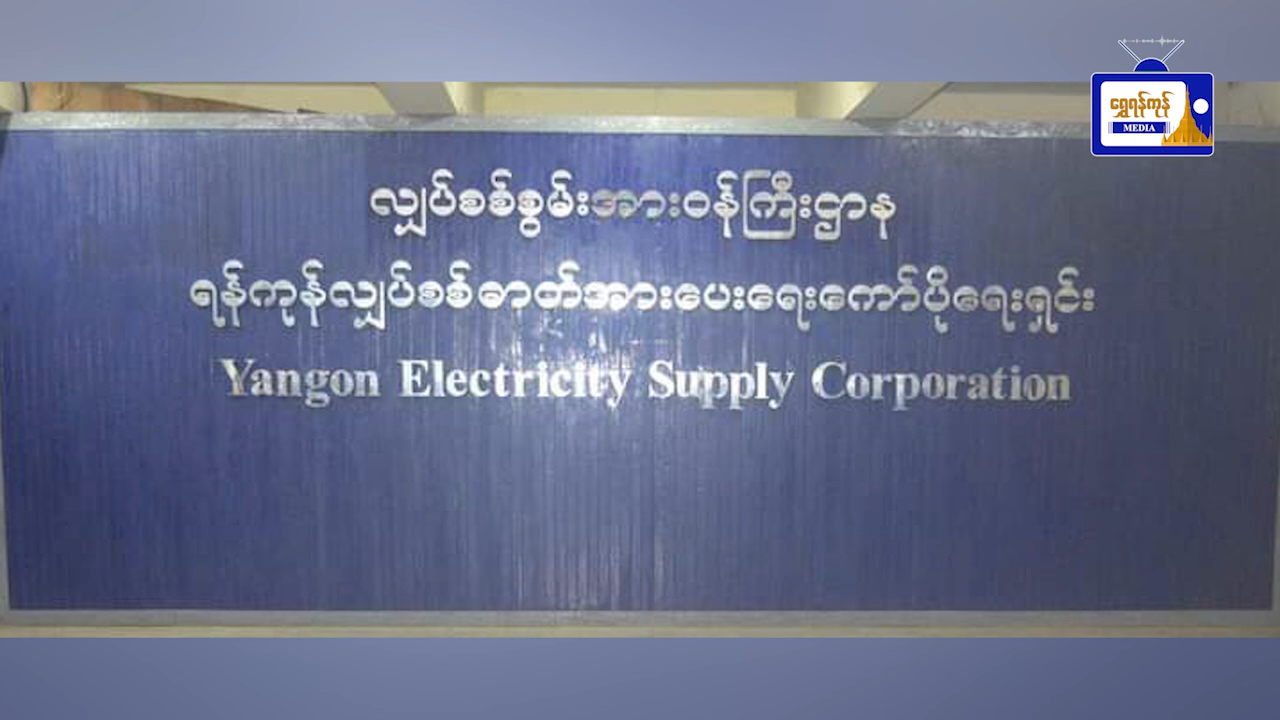 ရွှေရန်ကုန်
MEDIA
လျှပ်စစ်စွမ်းအားဝန်ကြီးဌာန
ရန်ကုန်လျှပ်စစ်ဓာတ်အားပေးရေးကော်ပိုရေးရှင်း
Yangon Electricity Supply Corporation